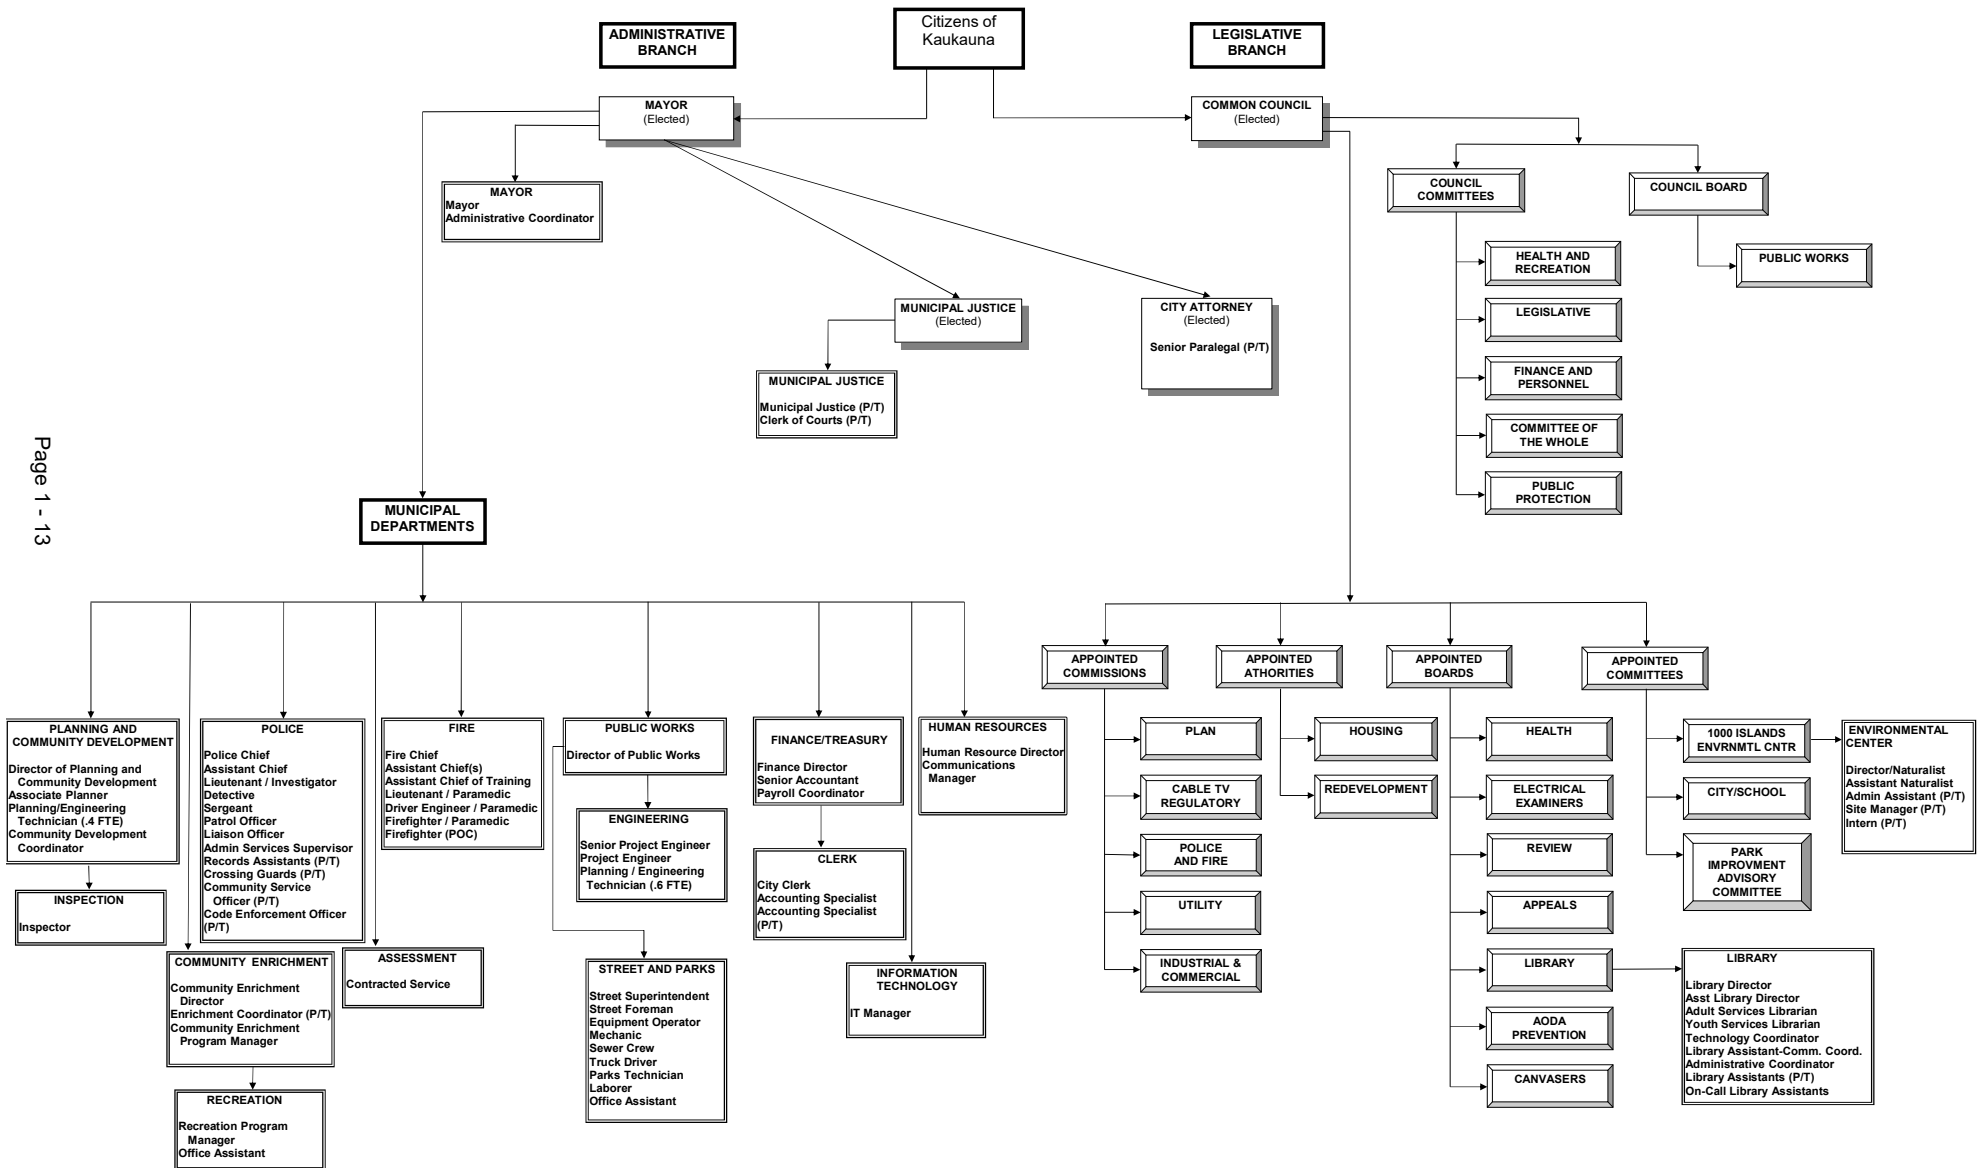 Citizens of
Kaukauna
ADMINISTRATIVE
BRANCH
LEGISLATIVE
BRANCH
MAYOR
(Elected)
COMMON COUNCIL
(Elected)
MAYOR
Mayor
Administrative Coordinator
COUNCIL
COMMITTEES
COUNCIL BOARD
HEALTH AND
RECREATION
PUBLIC WORKS
LEGISLATIVE
FINANCE AND
PERSONNEL
COMMITTEE OF
THE WHOLE
PUBLIC
PROTECTION
MUNICIPAL JUSTICE
(Elected)
CITY ATTORNEY
(Elected)
Senior Paralegal (P/T)
MUNICIPAL JUSTICE
Municipal Justice (P/T)
Clerk of Courts (P/T)
Page 1 - 13
MUNICIPAL
DEPARTMENTS
PLANNING AND
COMMUNITY DEVELOPMENT
Director of Planning and
Community Development
Associate Planner
Planning/Engineering
Technician (.4 FTE)
Community Development
Coordinator
INSPECTION
Inspector
POLICE
Police Chief
Assistant Chief
Lieutenant / Investigator
Detective
Sergeant
Patrol Officer
Liaison Officer
Admin Services Supervisor
Records Assistants (P/T)
Crossing Guards (P/T)
Community Service
Officer (P/T)
Code Enforcement Officer
(P/T)
COMMUNITY ENRICHMENT
Community Enrichment
Director
Enrichment Coordinator (P/T)
Community Enrichment
Program Manager
RECREATION
Recreation Program
Manager
Office Assistant
ASSESSMENT
Contracted Service
FIRE
Fire Chief
Assistant Chief(s)
Assistant Chief of Training
Lieutenant / Paramedic
Driver Engineer / Paramedic
Firefighter / Paramedic
Firefighter (POC)
PUBLIC WORKS
Director of Public Works
ENGINEERING
Senior Project Engineer
Project Engineer
Planning / Engineering
Technician (.6 FTE)
STREET AND PARKS
Street Superintendent
Street Foreman
Equipment Operator
Mechanic
Sewer Crew
Truck Driver
Parks Technician
Laborer
Office Assistant
FINANCE/TREASURY
Finance Director
Senior Accountant
Payroll Coordinator
CLERK
City Clerk
Accounting Specialist
Accounting Specialist
(P/T)
INFORMATION
TECHNOLOGY
IT Manager
HUMAN RESOURCES
Human Resource Director
Communications
Manager
APPOINTED
COMMISSIONS
PLAN
CABLE TV
REGULATORY
POLICE
AND FIRE
UTILITY
INDUSTRIAL &
COMMERCIAL
APPOINTED
ATHORITIES
HOUSING
REDEVELOPMENT
APPOINTED
BOARDS
HEALTH
ELECTRICAL
EXAMINERS
REVIEW
APPEALS
LIBRARY
AODA
PREVENTION
CANVASERS
APPOINTED
COMMITTEES
1000 ISLANDS
ENVRNMTL CNTR
CITY/SCHOOL
PARK
IMPROVMENT
ADVISORY
COMMITTEE
ENVIRONMENTAL
CENTER
Director/Naturalist
Assistant Naturalist
Admin Assistant (P/T)
Site Manager (P/T)
Intern (P/T)
LIBRARY
Library Director
Asst Library Director
Adult Services Librarian
Youth Services Librarian
Technology Coordinator
Library Assistant-Comm. Coord.
Administrative Coordinator
Library Assistants (P/T)
On-Call Library Assistants